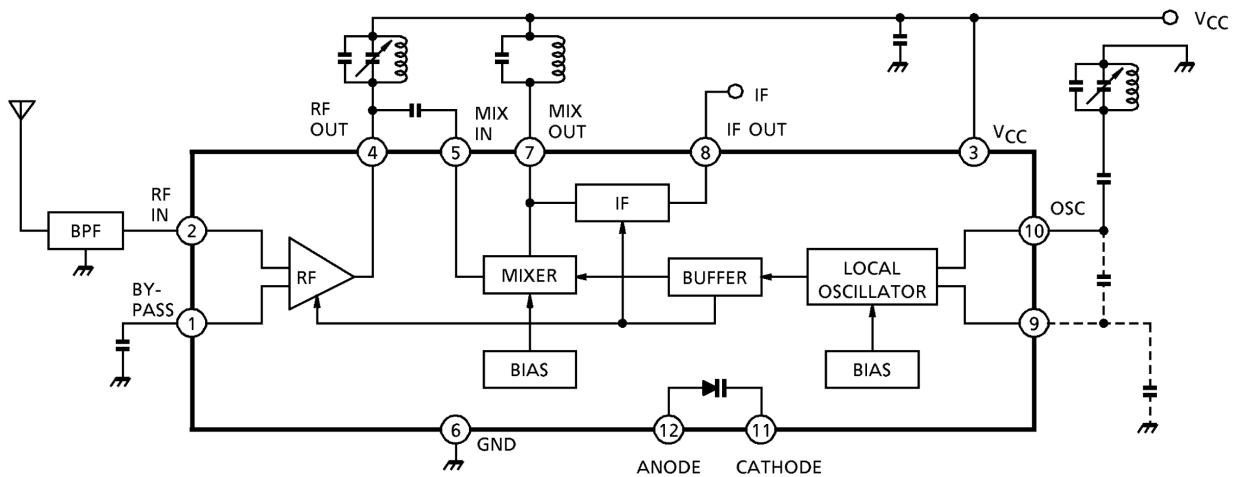 VCC
RF
OUT
MIX
IN
MIX
OUT
IF
IF OUT
VCC
4
5
7
8
3
RF
IN
BPF
2
IF
OSC
10
RF
MIXER
BUFFER
LOCAL
OSCILLATOR
BY-
PASS
1
9
BIAS
BIAS
6
GND
12
11
ANODE
CATHODE